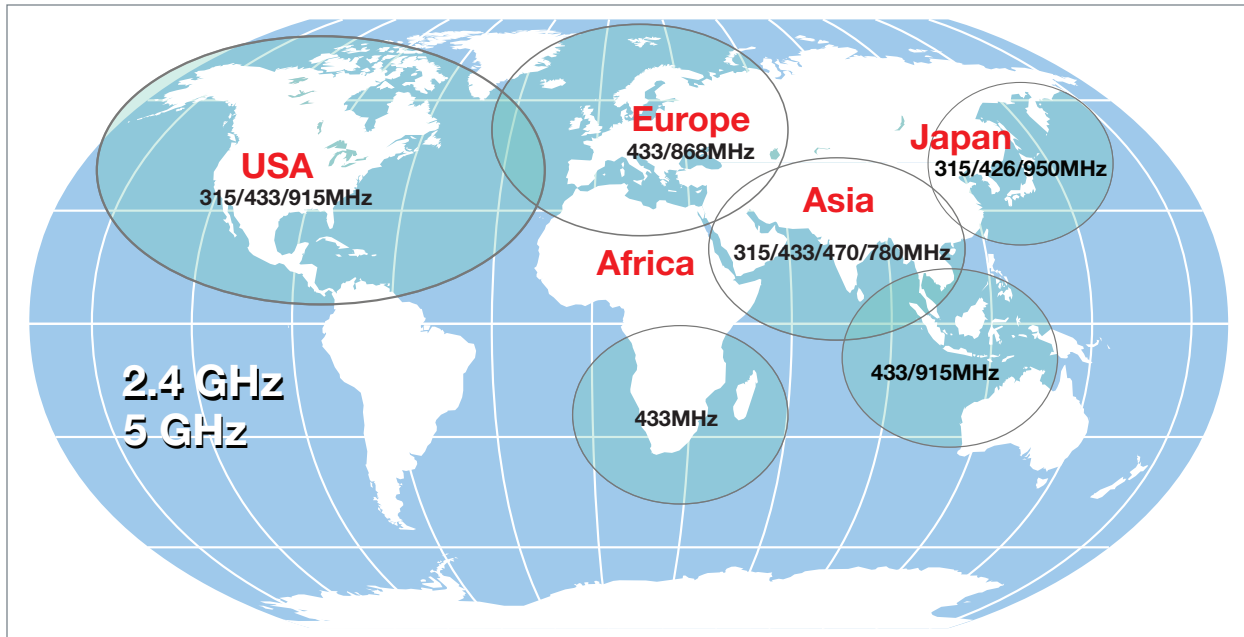 USA
315/433/915MHz
Europe
433/868MHz
Japan
315/426/950MHz
Asia
315/433/470/780MHz
Africa
433/915MHz
433MHz
2.4 GHz
5 GHz